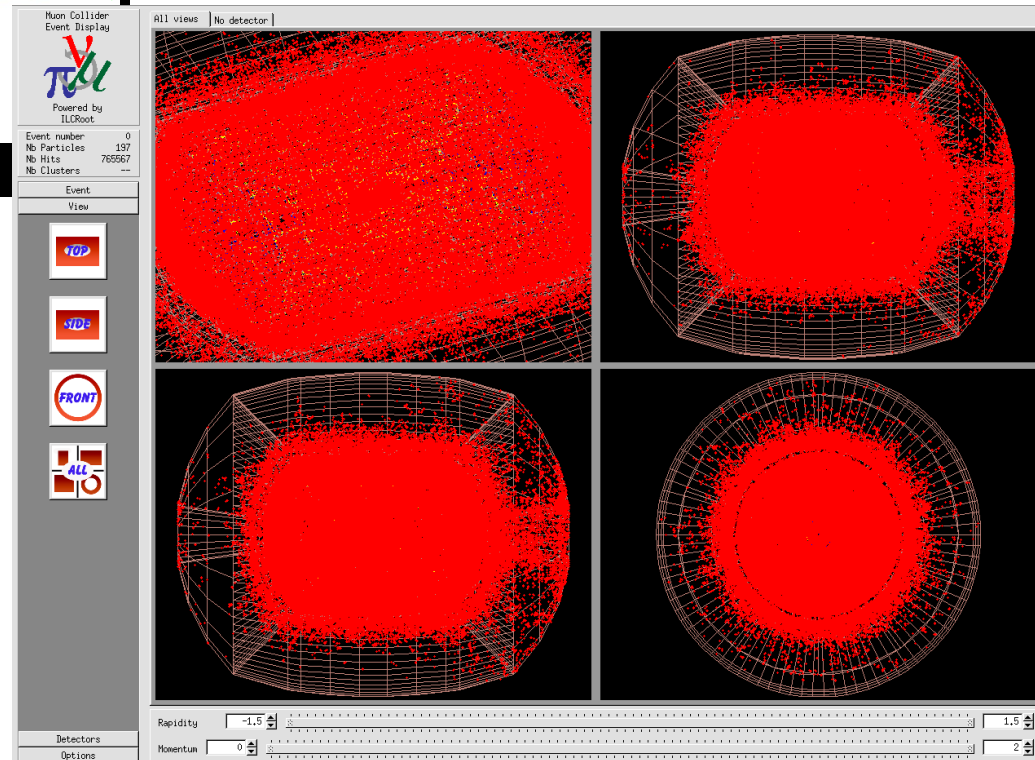 Muon Collider
Event Display
πνμ
Powered by
ILCRoot
Event number 0
Nb Particles 197
Nb Hits 765567
Nb Clusters --
Event
View
TOP
SIDE
FRONT
ALL
Detectors
Options
All views
No detector
Rapidity -1.5 1.5
Momentum 0 2